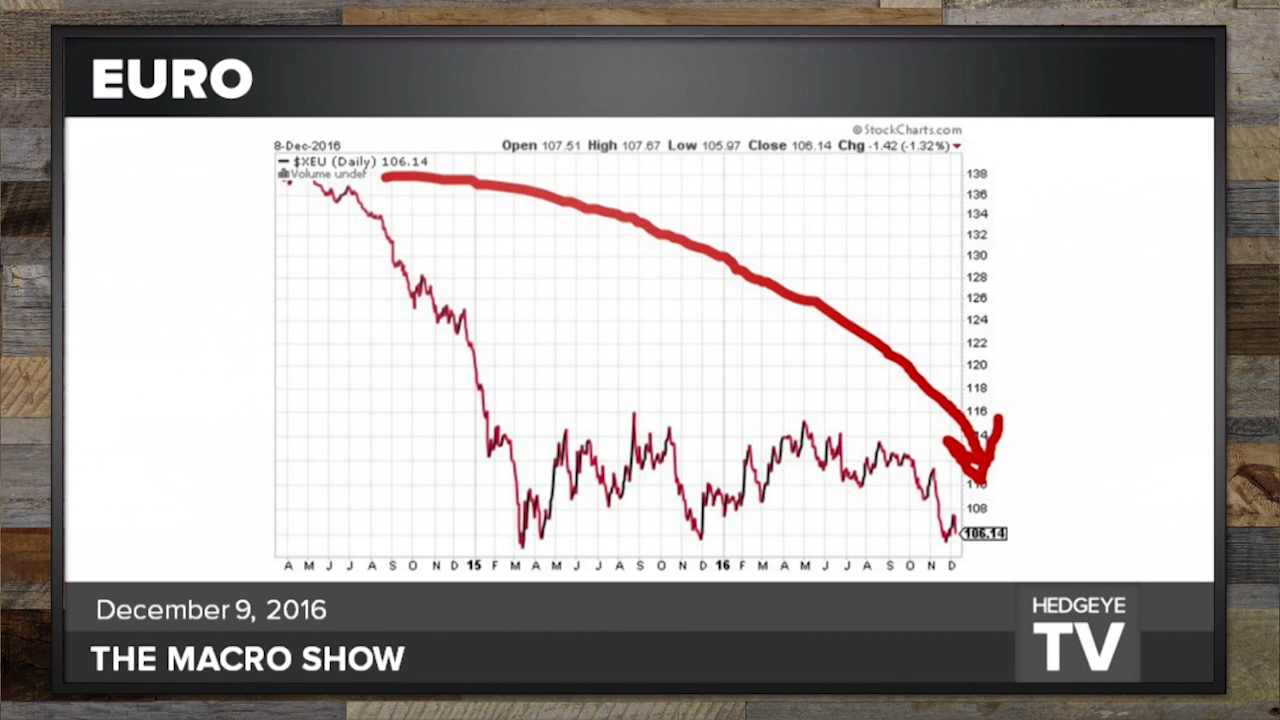 EURO
©StockCharts.com
8-Dec-2016 Open 107.51 High 107.67 Low 105.97 Close 106.14 Chg -1.42 (-1.32%)
$XEU (Daily) 106.14
Volume undef
138
136
134
132
130
128
126
124
122
120
118
116
108
106.14
A M J J A S O N D 15 F M A M J J A S O N D 16 F M A M J J A S O N D
December 9, 2016
THE MACRO SHOW
HEDGEYE
TV